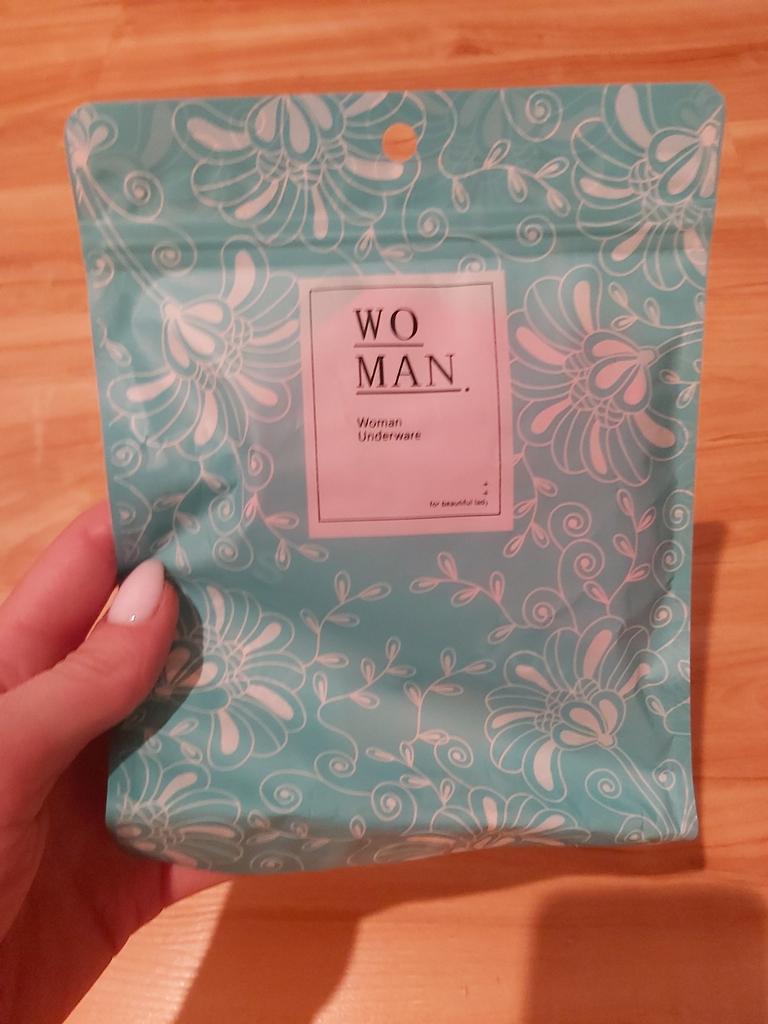 WO
MAN.
Woman
Underware
for beautiful lady